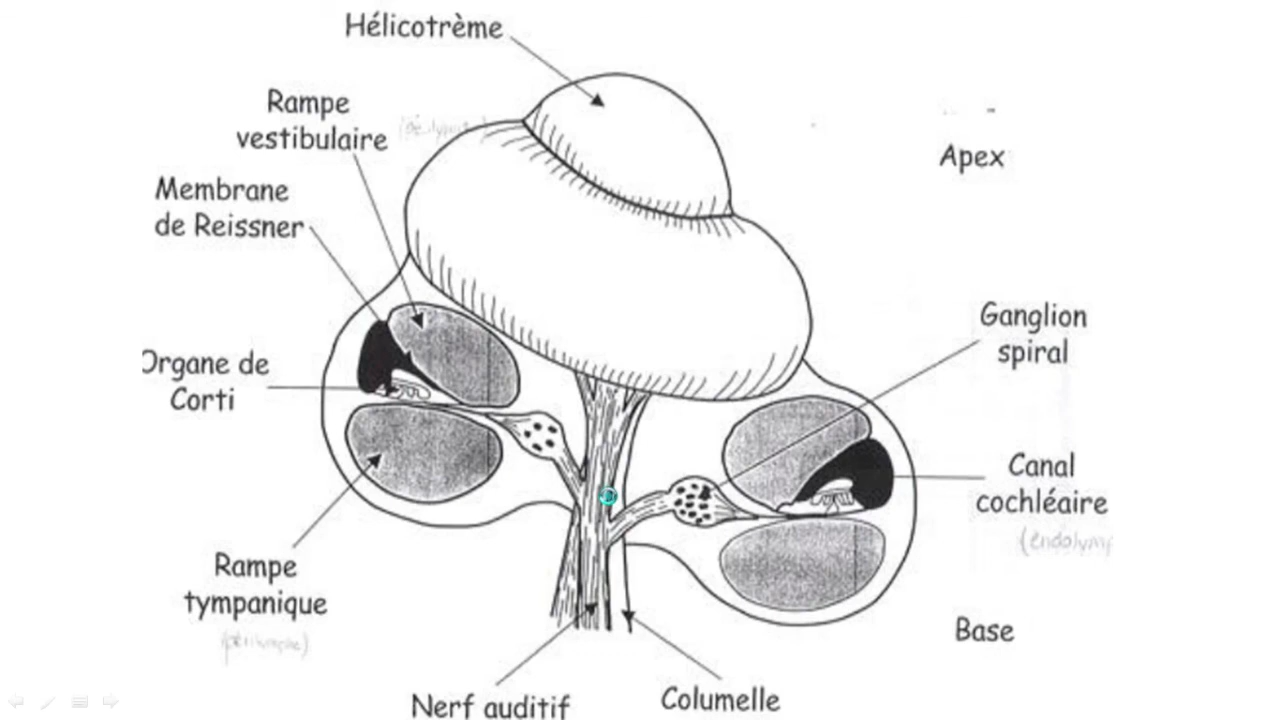 Hélicotrème
Rampe
vestibulaire
Membrane
de Reissner
Apex
Ganglion
spiral
Organe de
Corti
Canal
cochléaire
(endolymp
Rampe
tympanique
(périlymphe)
Base
Nerf auditif
Columelle